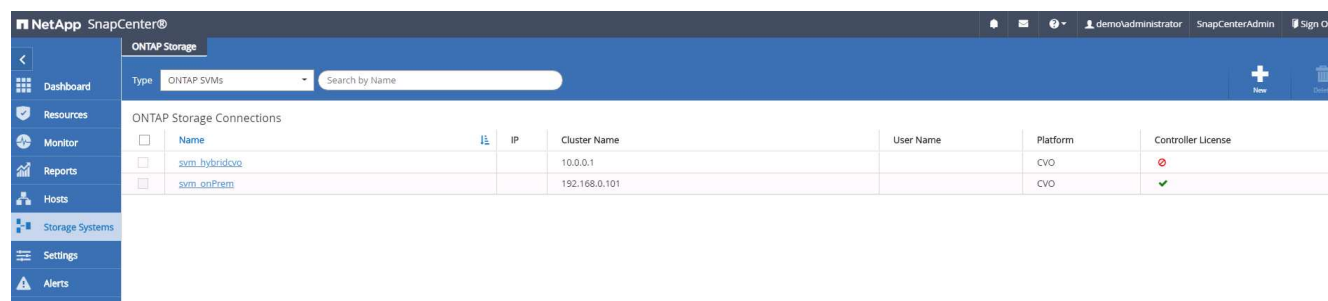 NetApp SnapCenter®
demo\administrator SnapCenterAdmin Sign O
ONTAP Storage
Type ONTAP SVMs Search by Name
New
Dashboard
Resources
Monitor
Reports
Hosts
Storage Systems
Settings
Alerts
ONTAP Storage Connections
Name IP Cluster Name User Name Platform Controller License
svm_hybridcvo 10.0.0.1 CVO
svm_onPrem 192.168.0.101 CVO